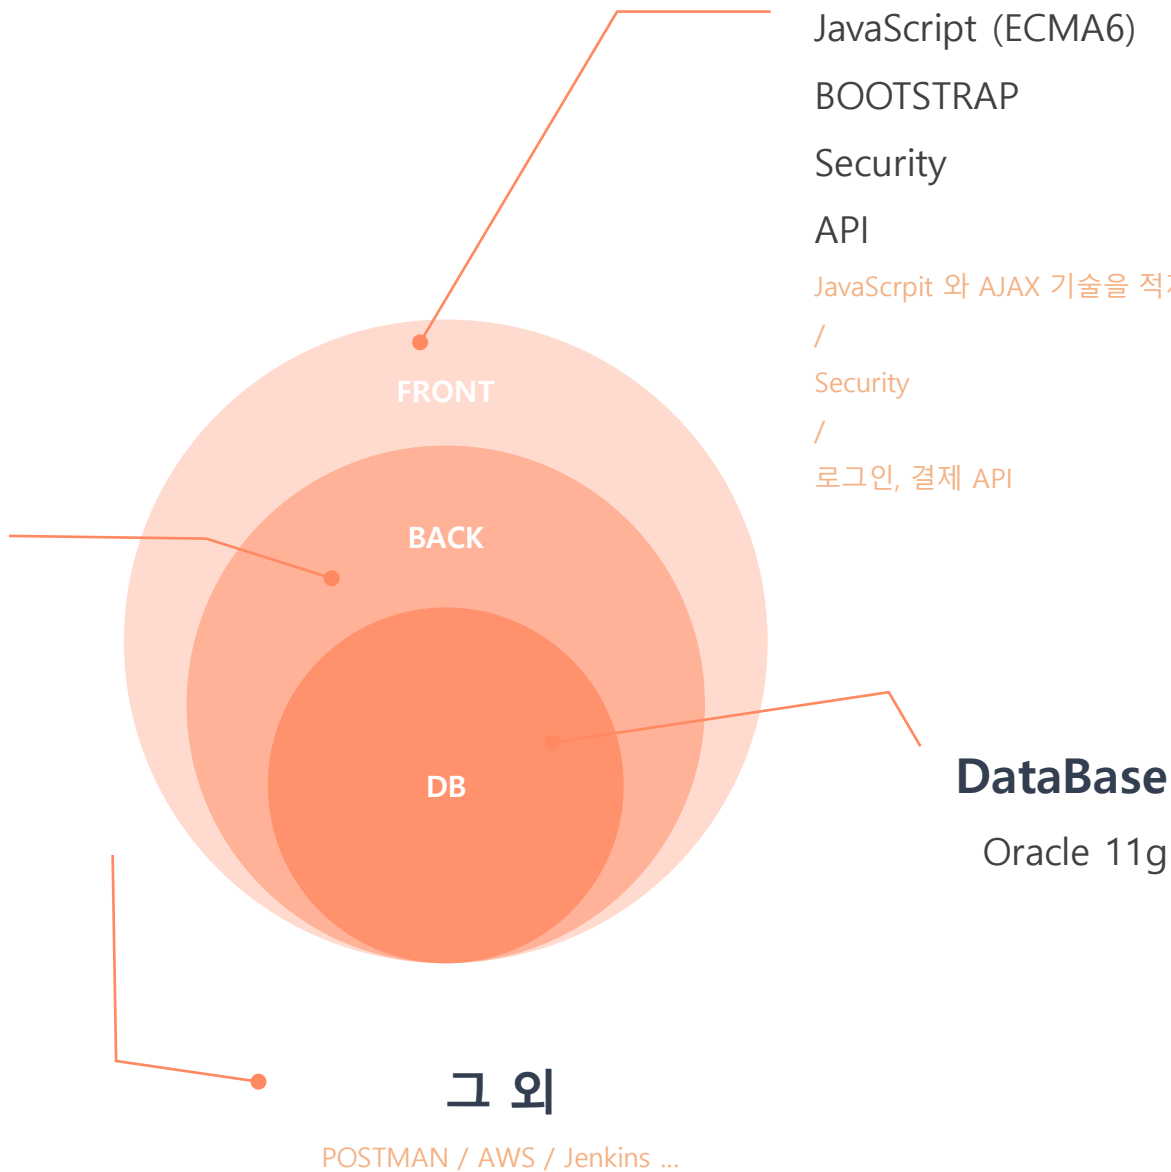 JavaScript (ECMA6)
BOOTSTRAP
Security
API
JavaScrpit 와 AJAX 기술을
/
Security
/
로그인, 결제 API
FRONT
BACK
DB
DataBase
Oracle 11g
그 외
POSTMAN / AWS / Jenkins ...